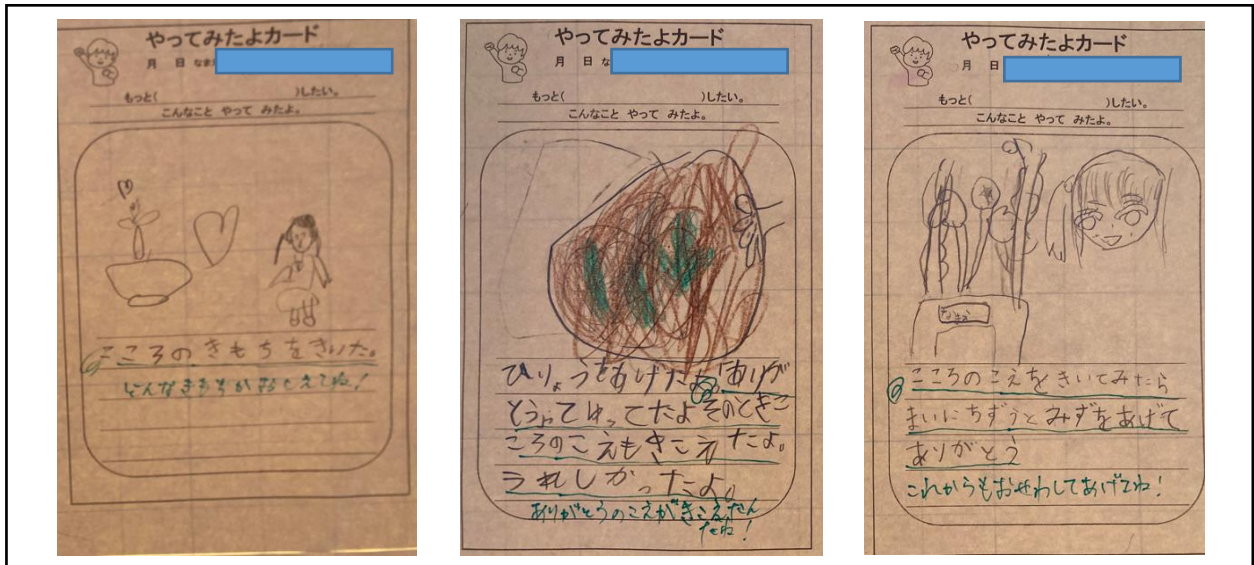 やってみたよカード
月 日 なまえ
もっと( )したい。
こんなこと やって みたよ。
こころのきもちをきいた。
どんなきもちかおしえてね!
やってみたよカード
月 日 な
もっと( )したい。
こんなこと やって みたよ。
ひりょうをあげたら「ありが
とうってゆってたよそのときこ
ころのこえもきこえたよ。
うれしかったよ。
ありがとうのこえがきこえたん
だね!
やってみたよカード
月 日
もっと( )したい。
こんなこと やって みたよ。
なまえ
こころのこえをきいてみたら
まいにちずうとみずをあげて
ありがとう
これからもおせわしてあげてね!